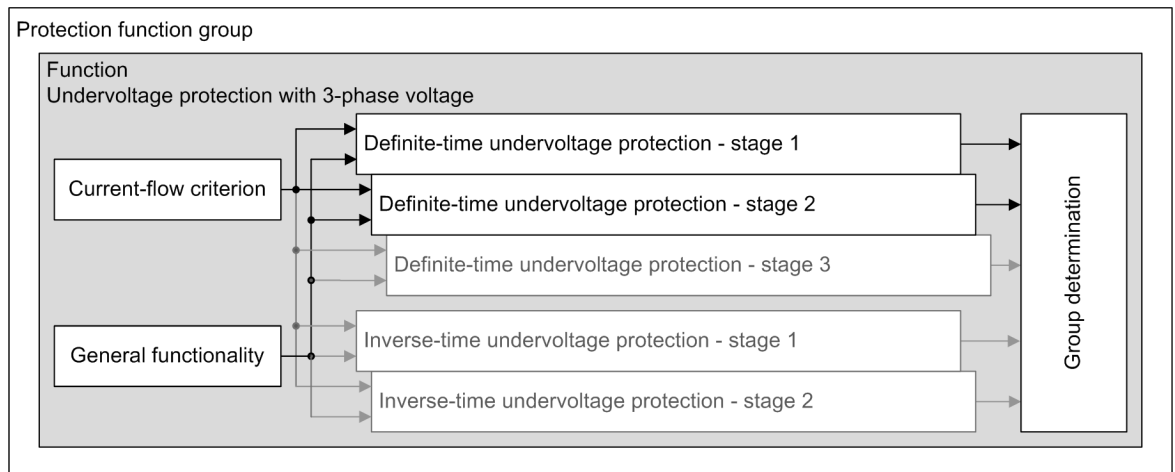 Protection function group
Function
Undervoltage protection with 3-phase voltage
Current-flow criterion
General functionality
Definite-time undervoltage protection - stage 1
Definite-time undervoltage protection - stage 2
Definite-time undervoltage protection - stage 3
Inverse-time undervoltage protection - stage 1
Inverse-time undervoltage protection - stage 2
Group determination